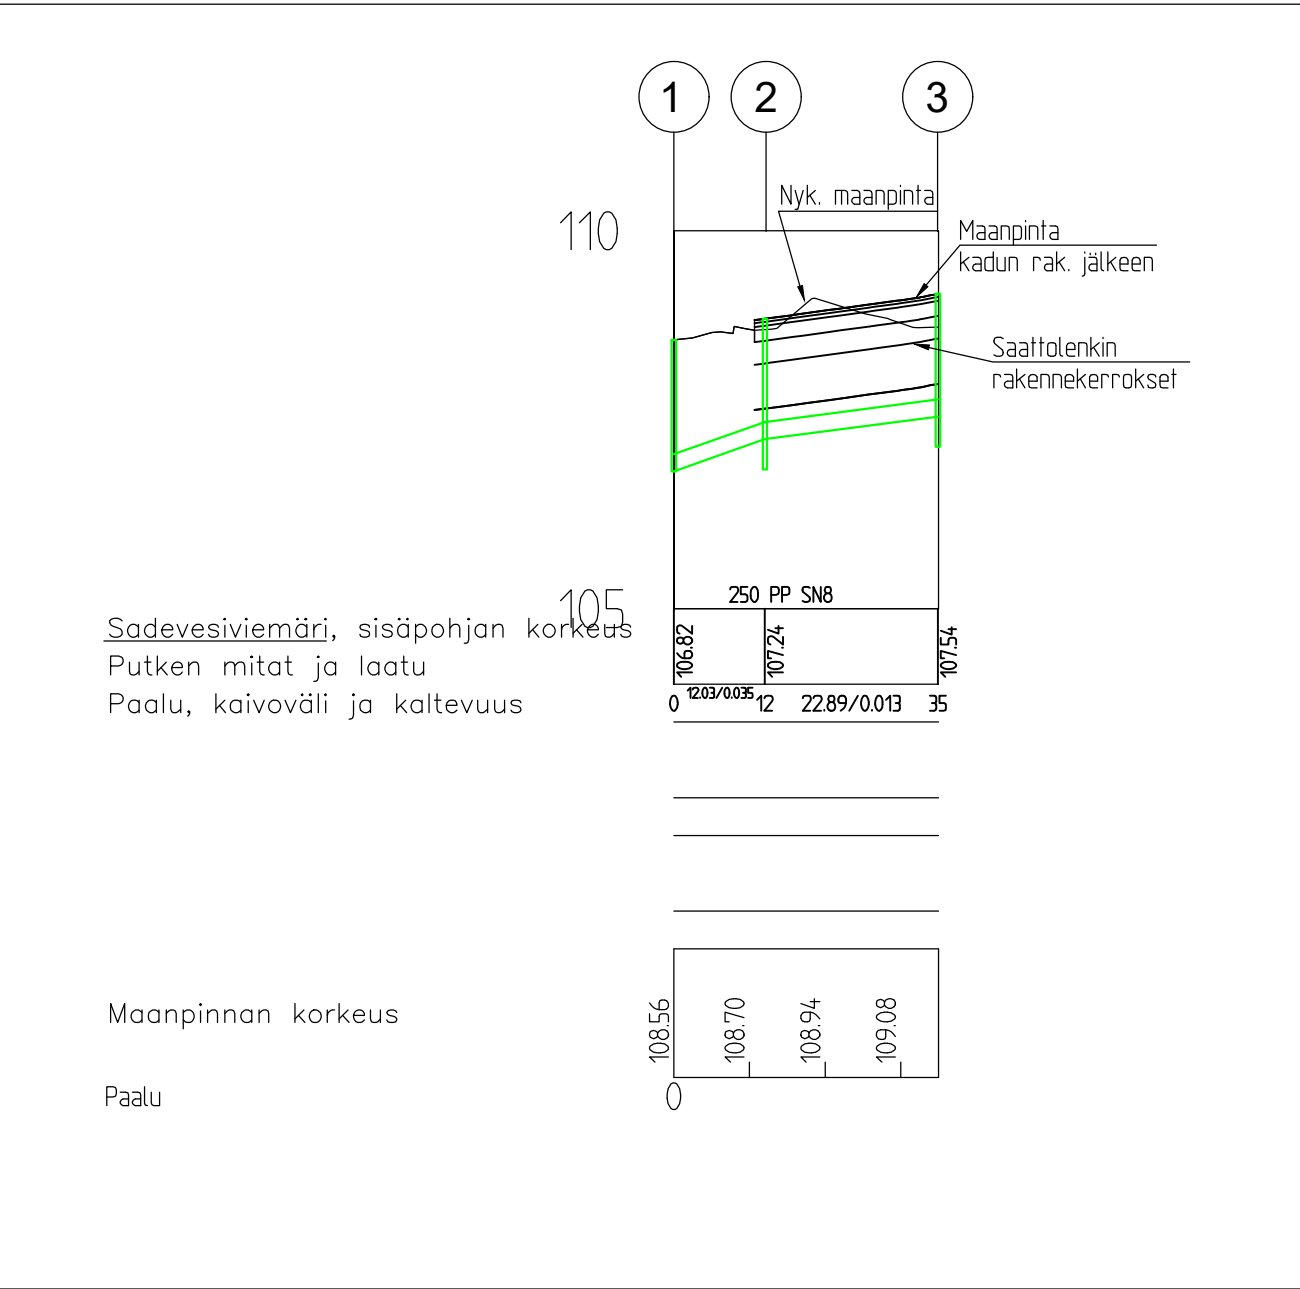 1 2 3
Nyk. maanpinta
110
Maanpinta
kadun rak. jälkeen
Saattolenkin
rakennekerrokset
250 PP SN8
105
Sadevesiviemäri, sisäpohjan korkeus
106.82 107.24 107.54
Putken mitat ja laatu
Paalu, kaivoväli ja kaltevuus
0 12.03/0.035 12 22.89/0.013 35
Maanpinnan korkeus
108.56 108.70 108.94 109.08
Paalu
0